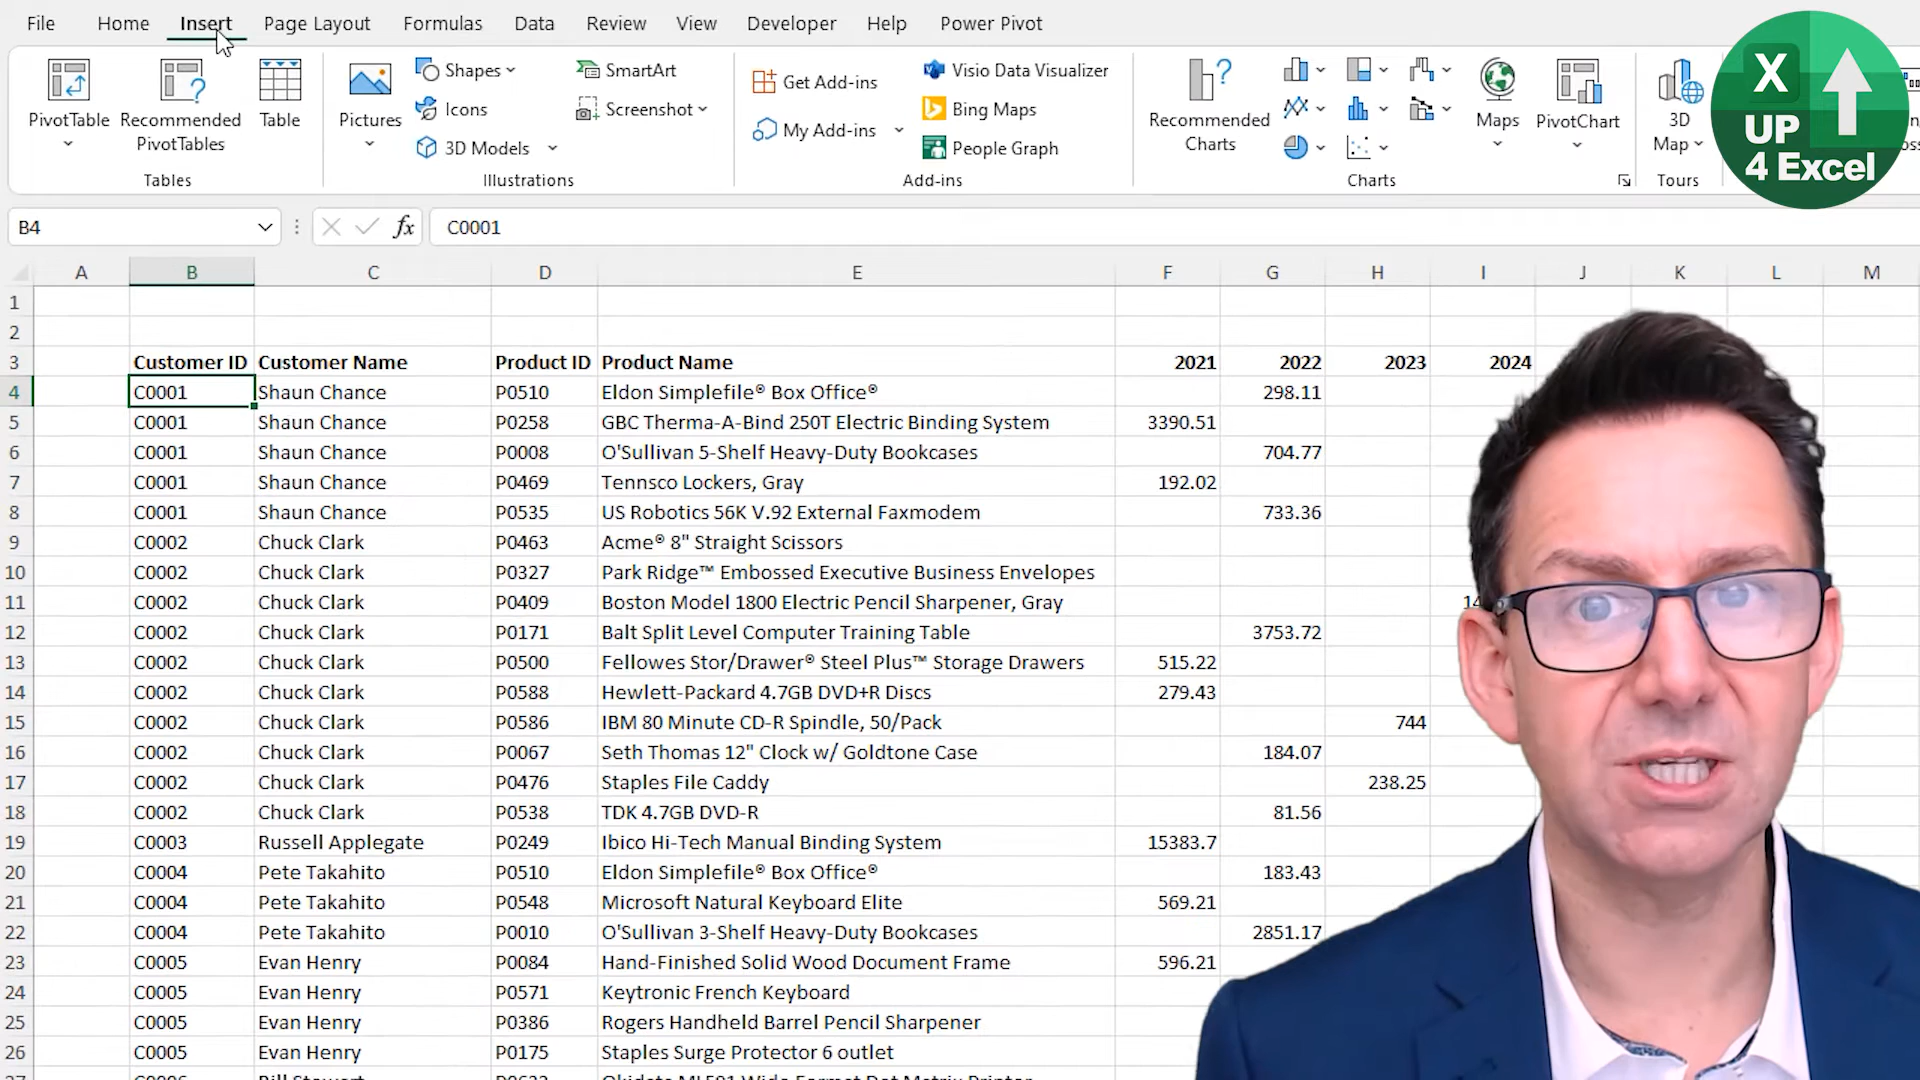 File Home Insert Page Layout Formulas Data Review View Developer Help Power Pivot
PivotTable
Recommended
PivotTables
Table
Tables
Pictures
Shapes
Icons
3D Models
SmartArt
Screenshot
Illustrations
Get Add-ins
My Add-ins
Visio Data Visualizer
Bing Maps
People Graph
Add-ins
Recommended
Charts
Maps
PivotChart
Charts
3D
Map
Tours
X
UP
4 Excel
B4 fx C0001
A B C D E F G H I J K L M
1
2
3 Customer ID Customer Name Product ID Product Name 2021 2022 2023 2024
4 C0001 Shaun Chance P0510 Eldon Simplefile® Box Office® 298.11
5 C0001 Shaun Chance P0258 GBC Therma-A-Bind 250T Electric Binding System 3390.51
6 C0001 Shaun Chance P0008 O'Sullivan 5-Shelf Heavy-Duty Bookcases 704.77
7 C0001 Shaun Chance P0469 Tennsco Lockers, Gray 192.02
8 C0001 Shaun Chance P0535 US Robotics 56K V.92 External Faxmodem 733.36
9 C0002 Chuck Clark P0463 Acme® 8" Straight Scissors
10 C0002 Chuck Clark P0327 Park Ridge™ Embossed Executive Business Envelopes
11 C0002 Chuck Clark P0409 Boston Model 1800 Electric Pencil Sharpener, Gray
12 C0002 Chuck Clark P0171 Balt Split Level Computer Training Table 3753.72
13 C0002 Chuck Clark P0500 Fellowes Stor/Drawer® Steel Plus™ Storage Drawers 515.22
14 C0002 Chuck Clark P0588 Hewlett-Packard 4.7GB DVD+R Discs 279.43
15 C0002 Chuck Clark P0586 IBM 80 Minute CD-R Spindle, 50/Pack 744
16 C0002 Chuck Clark P0067 Seth Thomas 12" Clock w/ Goldtone Case 184.07
17 C0002 Chuck Clark P0476 Staples File Caddy 238.25
18 C0002 Chuck Clark P0538 TDK 4.7GB DVD-R 81.56
19 C0003 Russell Applegate P0249 Ibico Hi-Tech Manual Binding System 15383.7
20 C0004 Pete Takahito P0510 Eldon Simplefile® Box Office® 183.43
21 C0004 Pete Takahito P0548 Microsoft Natural Keyboard Elite 569.21
22 C0004 Pete Takahito P0010 O'Sullivan 3-Shelf Heavy-Duty Bookcases 2851.17
23 C0005 Evan Henry P0084 Hand-Finished Solid Wood Document Frame 596.21
24 C0005 Evan Henry P0571 Keytronic French Keyboard
25 C0005 Evan Henry P0386 Rogers Handheld Barrel Pencil Sharpener
26 C0005 Evan Henry P0175 Staples Surge Protector 6 outlet